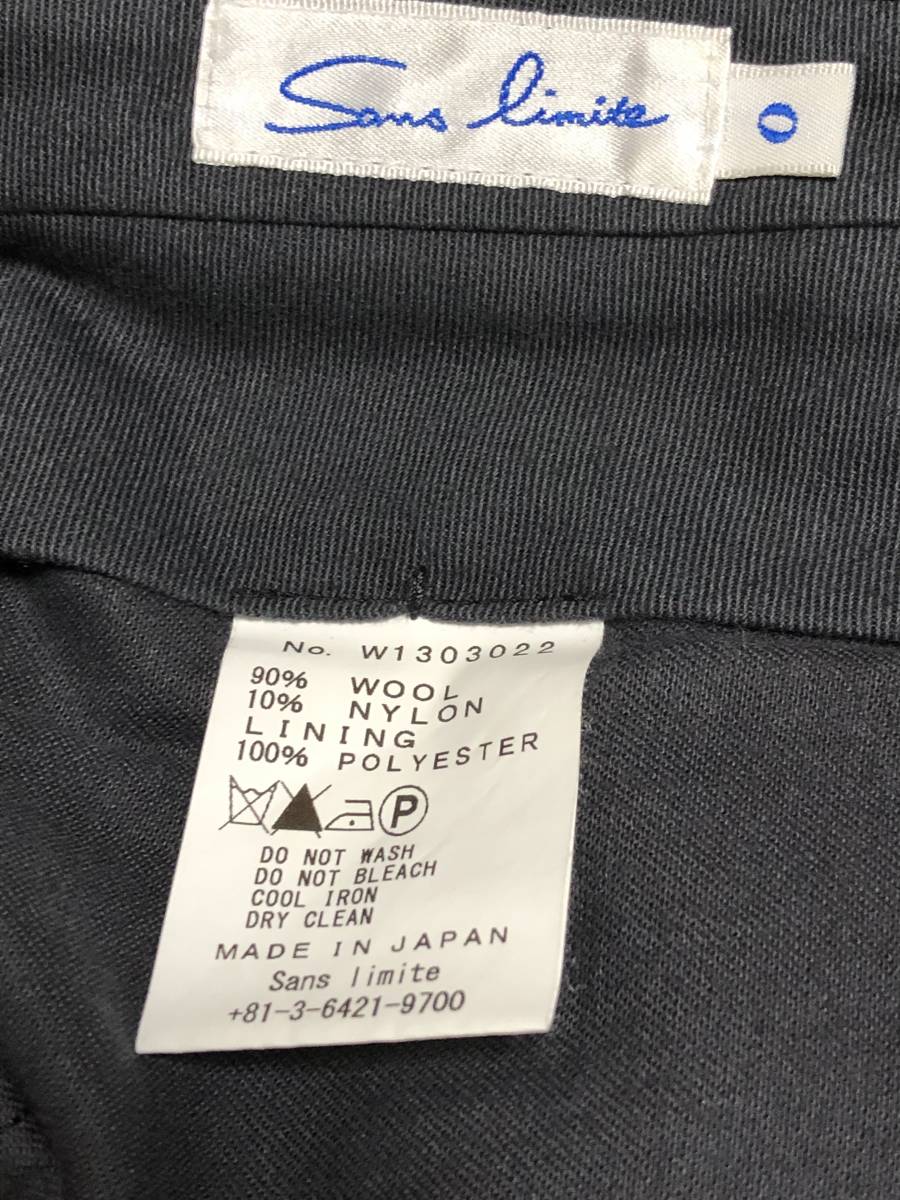 Sans limite
0
No. W1303022
90% WOOL
10% NYLON
LINING
100% POLYESTER
P
DO NOT WASH
DO NOT BLEACH
COOL IRON
DRY CLEAN
MADE IN JAPAN
Sans limite
+81-3-6421-9700